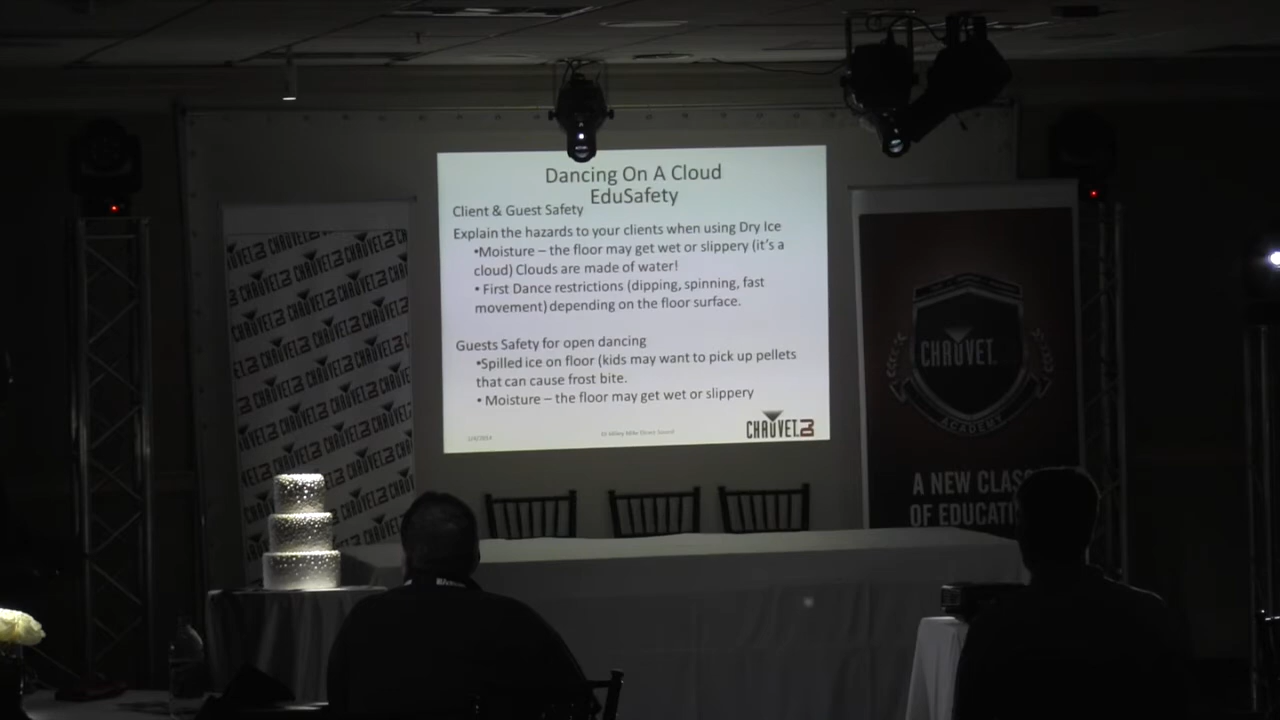 Dancing On A Cloud
EduSafety
Client & Guest Safety
Explain the hazards to your clients when using Dry Ice
•Moisture – the floor may get wet or slippery (it's a
cloud) Clouds are made of water!
• First Dance restrictions (dipping, spinning, fast
movement) depending on the floor surface.
Guests Safety for open dancing
•Spilled ice on floor (kids may want to pick up pellets
that can cause frost bite.
• Moisture – the floor may get wet or slippery
CHAUVET
CHAUVET
ACADEMY
A NEW CLASS
OF EDUCATI